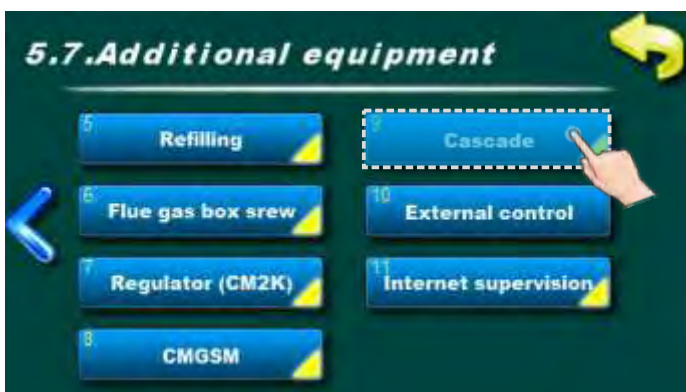 5.7.Additional equipment
5 Refilling
9 Cascade
6 Flue gas box srew
10 External control
7 Regulator (CM2K)
11 Internet supervision
8 CMGSM